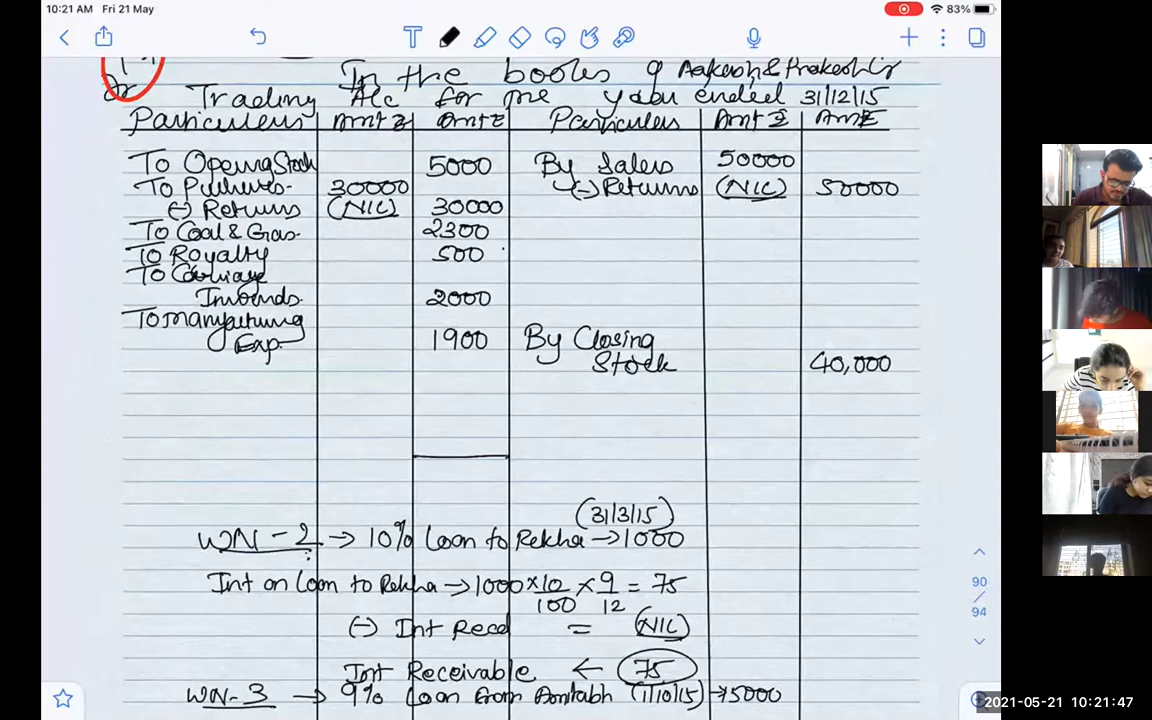 10:21 AM Fri 21 May
83%
In the books of Aakash & Prakash
Dr
Trading A/c for the year ended 31/12/15
Particulars Amt ₹ Amt ₹ Particulars Amt ₹ Amt ₹
To Opening Stock 5000 By Sales 50000
To Purchases 30000 (-) Returns (NIL) 50000
(-) Returns (NIL) 30000
To Coal & Gas 2300
To Royalty 500
To Carriage
Inwards 2000
To Manufacturing
Exp 1900 By Closing
Stock 40,000
(31/3/15)
WN-2 → 10% Loan to Rekha → 1000
Int on Loan to Rekha → 1000 × 10/100 × 9/12 = 75
(-) Int Recd = (NIL)
Int Receivable ← 75
WN-3 → 9% Loan from Amitabh (1/10/15) → 5000
90
/
94
2021-05-21 10:21:47